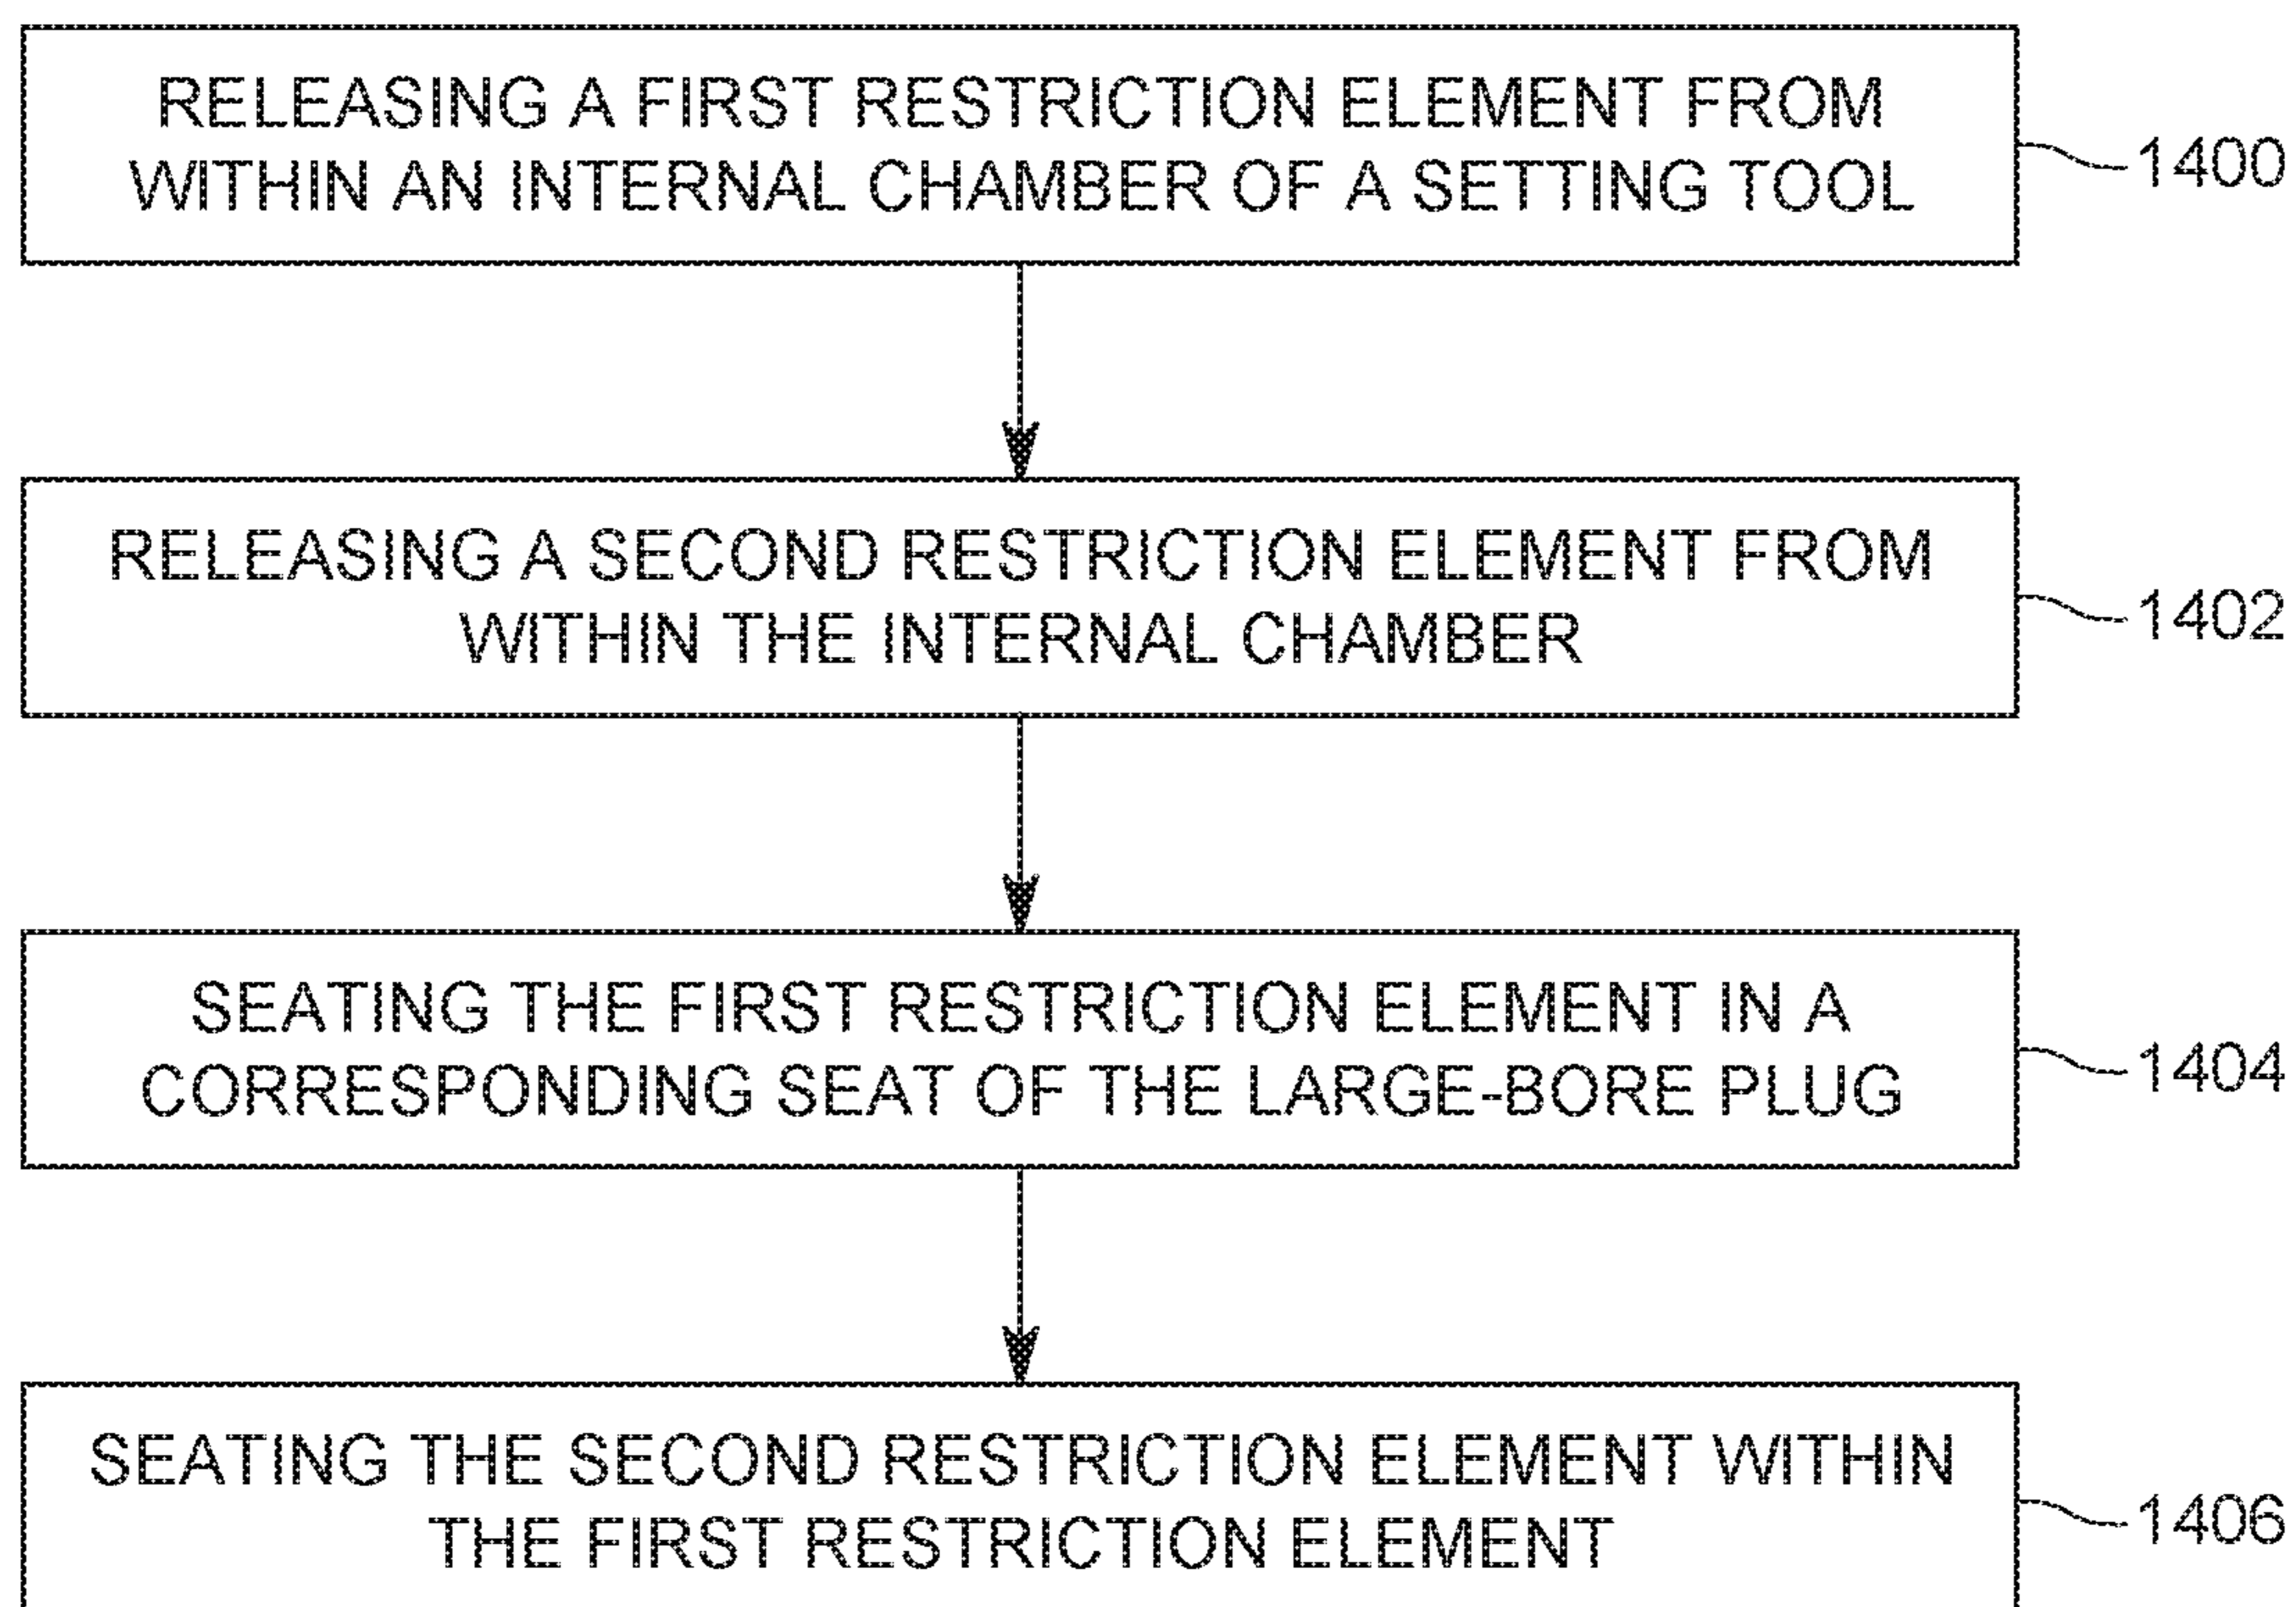 RELEASING A FIRST RESTRICTION ELEMENT FROM
WITHIN AN INTERNAL CHAMBER OF A SETTING TOOL
1400
RELEASING A SECOND RESTRICTION ELEMENT FROM
WITHIN THE INTERNAL CHAMBER
1402
SEATING THE FIRST RESTRICTION ELEMENT IN A
CORRESPONDING SEAT OF THE LARGE-BORE PLUG
1404
SEATING THE SECOND RESTRICTION ELEMENT WITHIN
THE FIRST RESTRICTION ELEMENT
1406